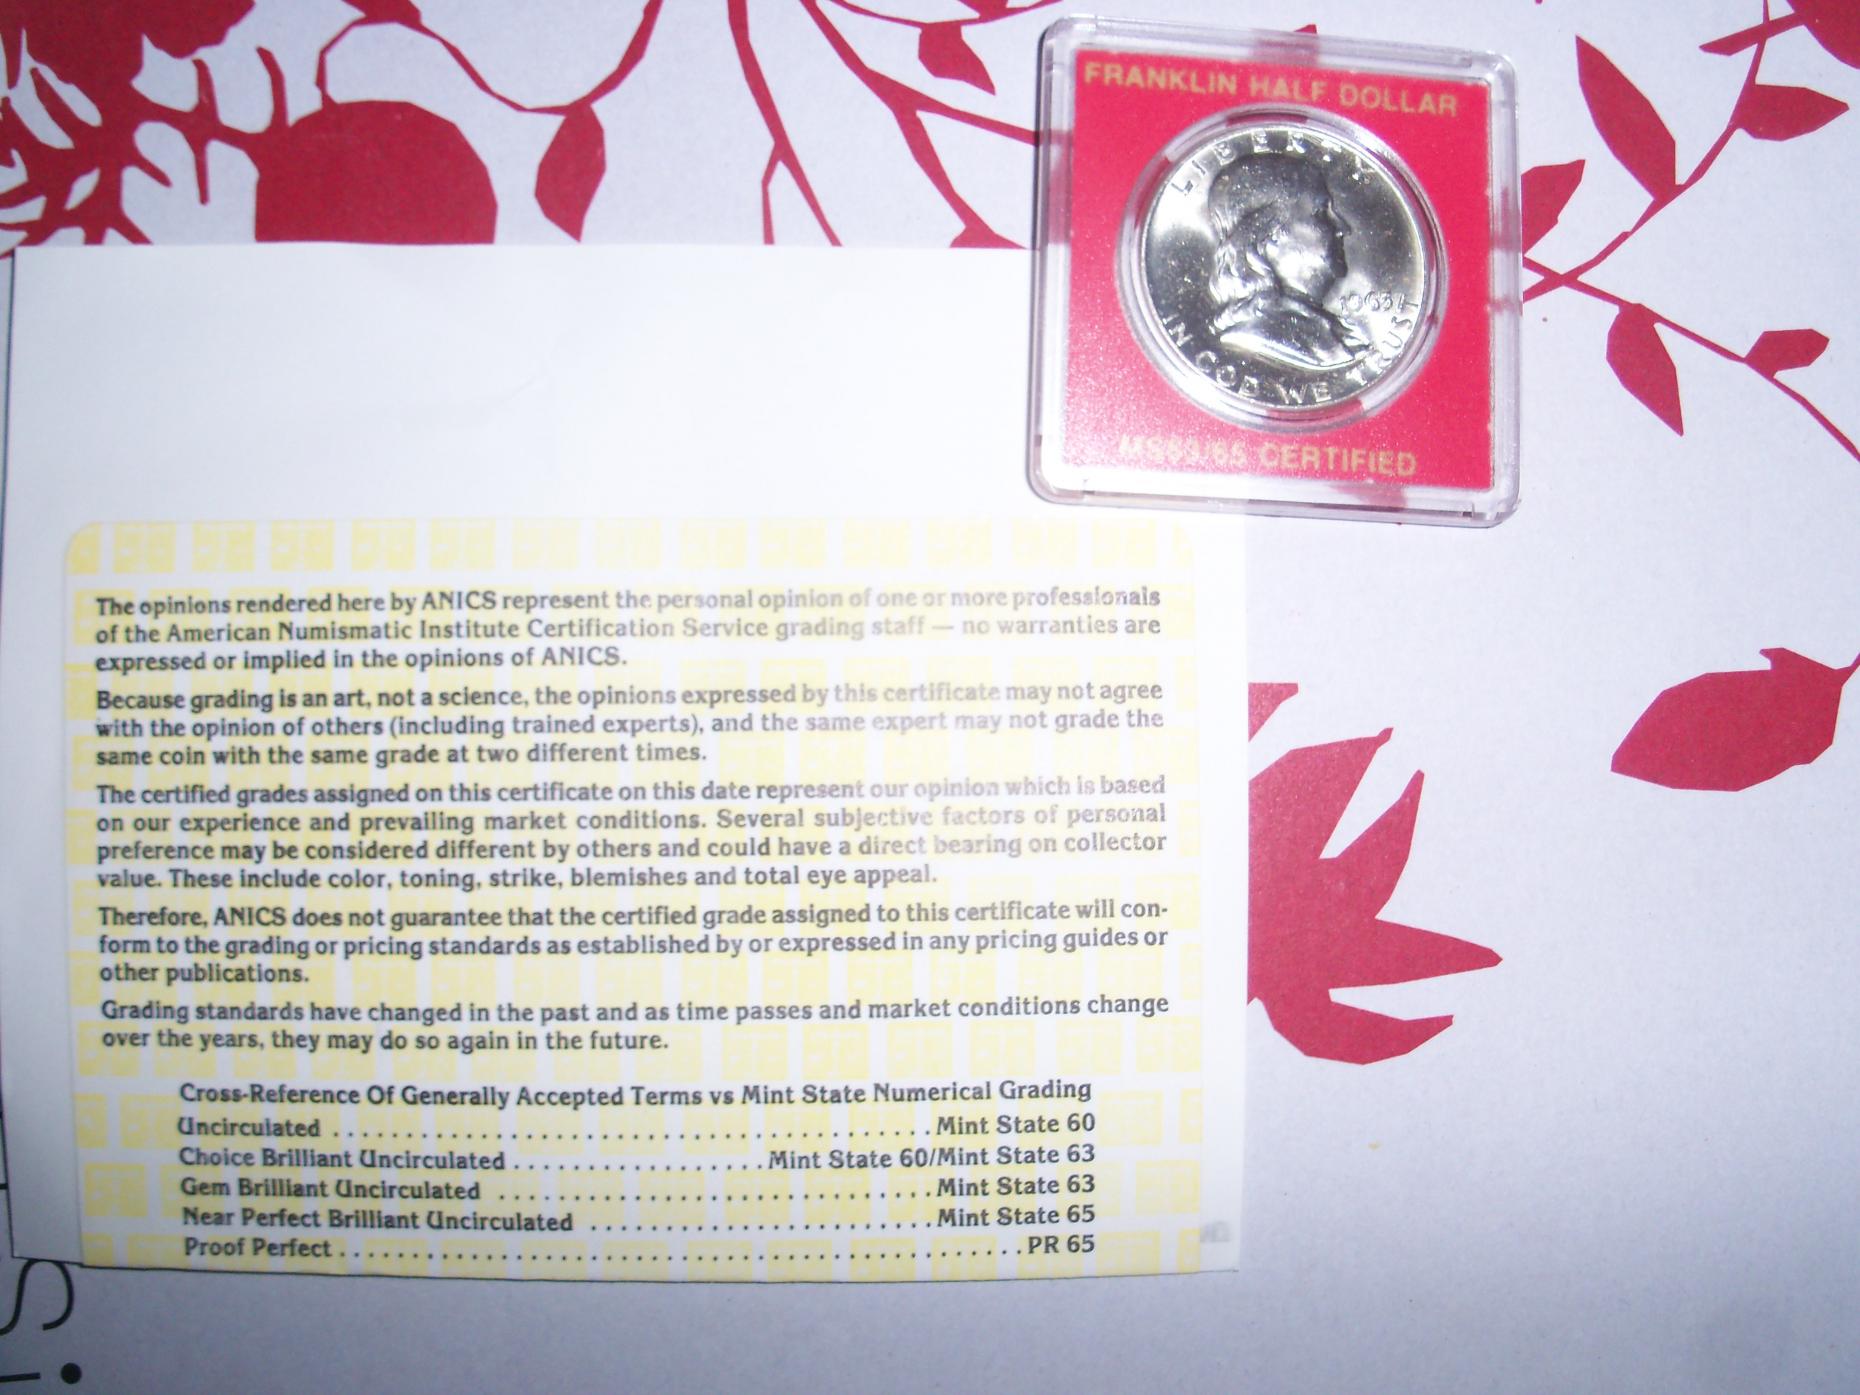 FRANKLIN HALF DOLLAR
LIBERTY
1963
IN GOD WE TRUST
MS63/65 CERTIFIED
The opinions rendered here by ANICS represent the personal opinion of one or more professionals
of the American Numismatic Institute Certification Service grading staff — no warranties are
expressed or implied in the opinions of ANICS.
Because grading is an art, not a science, the opinions expressed by this certificate may not agree
with the opinion of others (including trained experts), and the same expert may not grade the
same coin with the same grade at two different times.
The certified grades assigned on this certificate on this date represent our opinion which is based
on our experience and prevailing market conditions. Several subjective factors of personal
preference may be considered different by others and could have a direct bearing on collector
value. These include color, toning, strike, blemishes and total eye appeal.
Therefore, ANICS does not guarantee that the certified grade assigned to this certificate will con-
form to the grading or pricing standards as established by or expressed in any pricing guides or
other publications.
Grading standards have changed in the past and as time passes and market conditions change
over the years, they may do so again in the future.
Cross-Reference Of Generally Accepted Terms vs Mint State Numerical Grading
Uncirculated ........................................ Mint State 60
Choice Brilliant Uncirculated ................. Mint State 60/Mint State 63
Gem Brilliant Uncirculated ............................. Mint State 63
Near Perfect Brilliant Uncirculated ....................... Mint State 65
Proof Perfect .............................................. PR 65